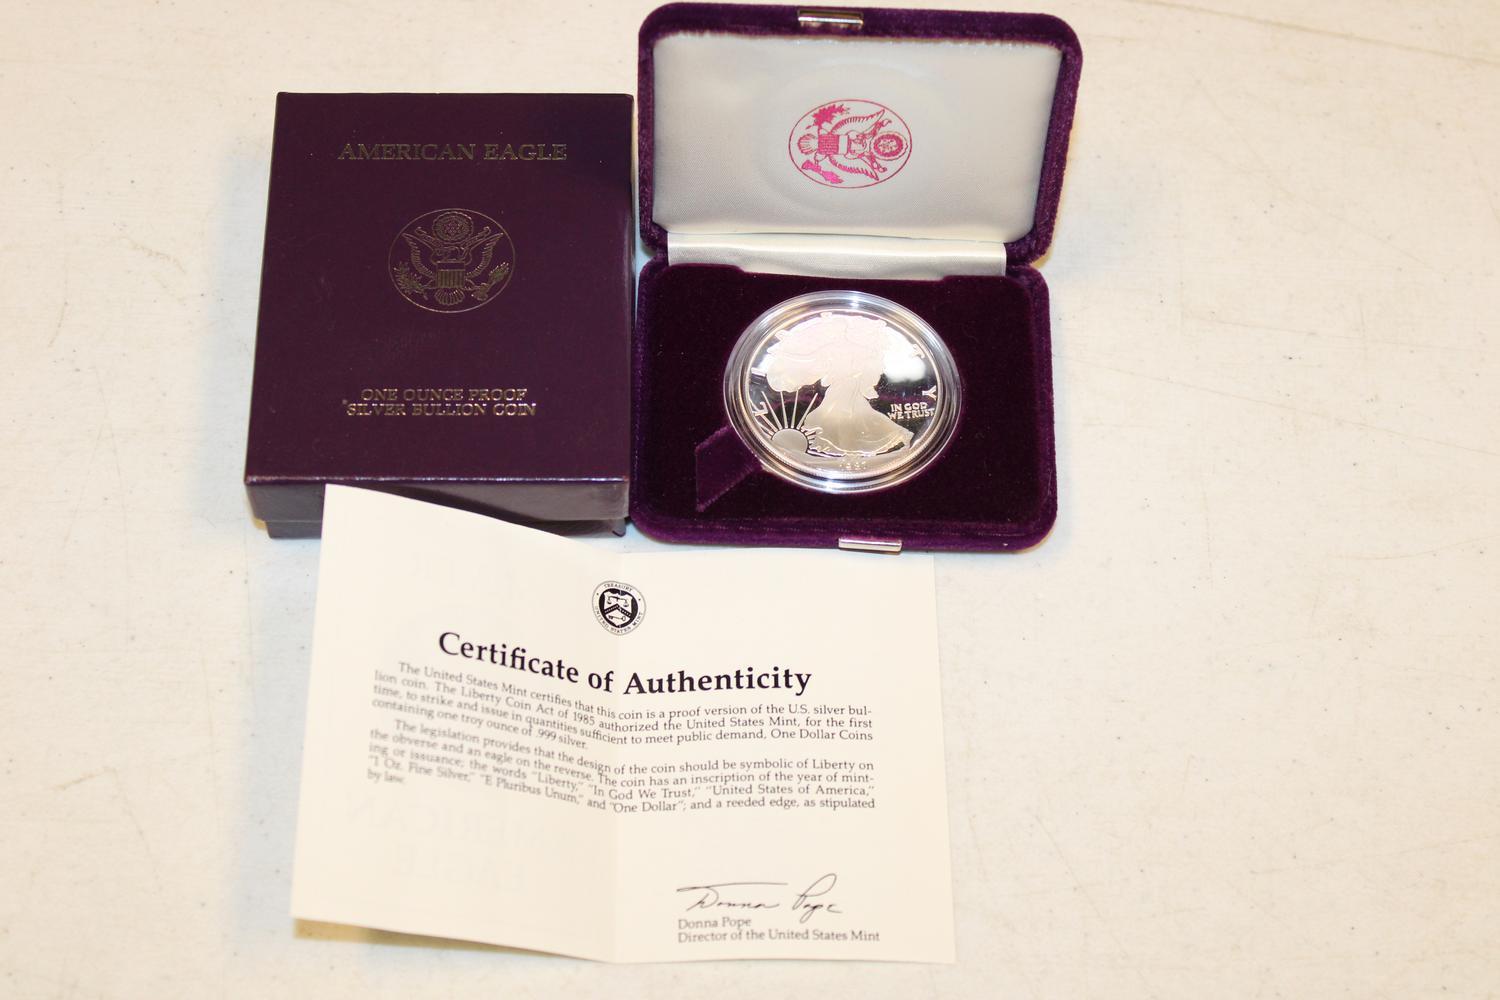 AMERICAN EAGLE
ONE OUNCE PROOF
SILVER BULLION COIN
IN GOD
WE TRUST
TREASURY
UNITED STATES MINT
Certificate of Authenticity
The United States Mint certifies that this coin is a proof version of the U.S. silver bul-
lion coin. The Liberty Coin Act of 1985 authorized the United States Mint, for the first
time, to strike and issue in quantities sufficient to meet public demand, One Dollar Coins
containing one troy ounce of .999 silver.
The legislation provides that the design of the coin should be symbolic of Liberty on
the obverse and an eagle on the reverse. The coin has an inscription of the year of mint-
ing or issuance; the words "Liberty," "In God We Trust," "United States of America,"
"1 Oz. Fine Silver," "E Pluribus Unum," and "One Dollar"; and a reeded edge, as stipulated
by law.
Donna Pope
Donna Pope
Director of the United States Mint